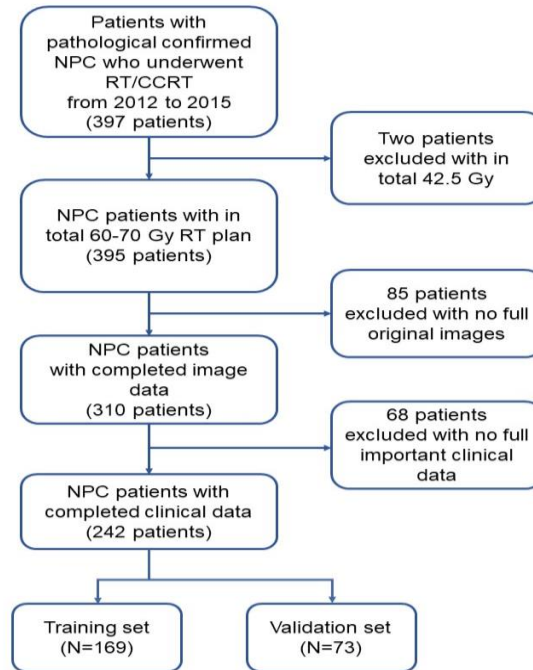 Patients with
pathological confirmed
NPC who underwent
RT/CCRT
from 2012 to 2015
(397 patients)
Two patients
excluded with in
total 42.5 Gy
NPC patients with in
total 60-70 Gy RT plan
(395 patients)
85 patients
excluded with no full
original images
NPC patients
with completed image
data
(310 patients)
68 patients
excluded with no full
important clinical
data
NPC patients with
completed clinical data
(242 patients)
Training set
(N=169)
Validation set
(N=73)